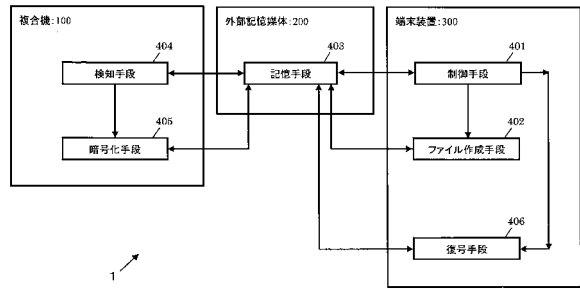 複合機:100
外部記憶媒体:200
端末装置:300
404
検知手段
403
記憶手段
401
制御手段
405
暗号化手段
402
ファイル作成手段
406
復号手段
1